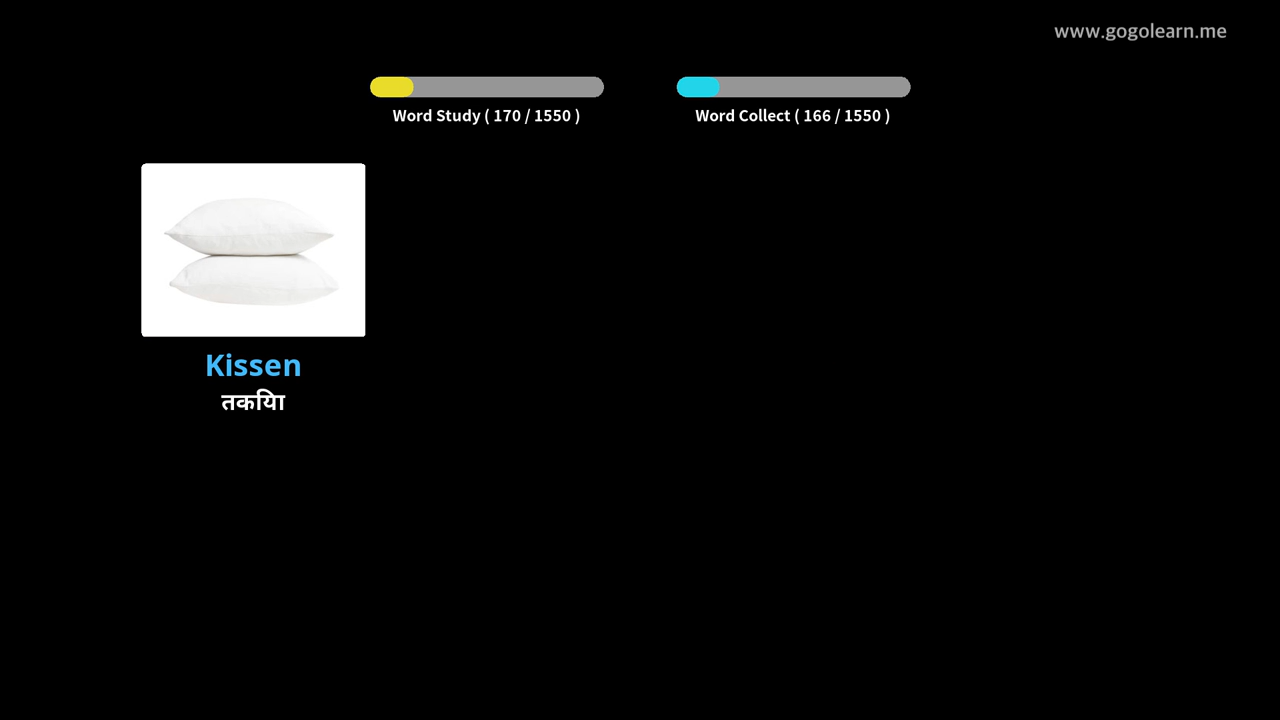 www.gogolearn.me
Word Study ( 170 / 1550 )
Word Collect ( 166 / 1550 )
Kissen
तकिया